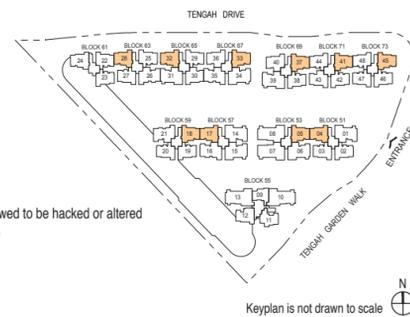 TENGAH DRIVE
BLOCK 61 BLOCK 63 BLOCK 65 BLOCK 67 BLOCK 69 BLOCK 71 BLOCK 73
24 22 28 25 32 29 36 33 40 37 44 41 48 45
23 27 26 31 30 35 34 39 38 43 42 47 46
BLOCK 59 BLOCK 57 BLOCK 53 BLOCK 51
21 18 17 14 08 05 04 01
20 19 16 15 07 06 03 02
BLOCK 55
13 09 10
12 11
ENTRANCE
TENGAH GARDEN WALK
wed to be hacked or altered
Keyplan is not drawn to scale
N